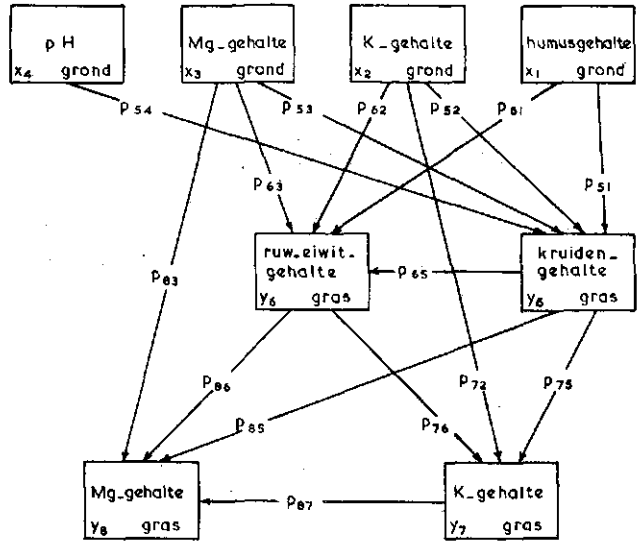 pH
x4 grond
Mg_gehalte
x3 grond
K_gehalte
x2 grond
humusgehalte
x1 grond
p54
p53
p62
p52
p61
p63
p51
ruw_eiwit_
gehalte
y6 gras
p65
kruiden_
gehalte
y5 gras
p83
p86
p72
p75
p85
p76
Mg_gehalte
y8 gras
p87
K_gehalte
y7 gras